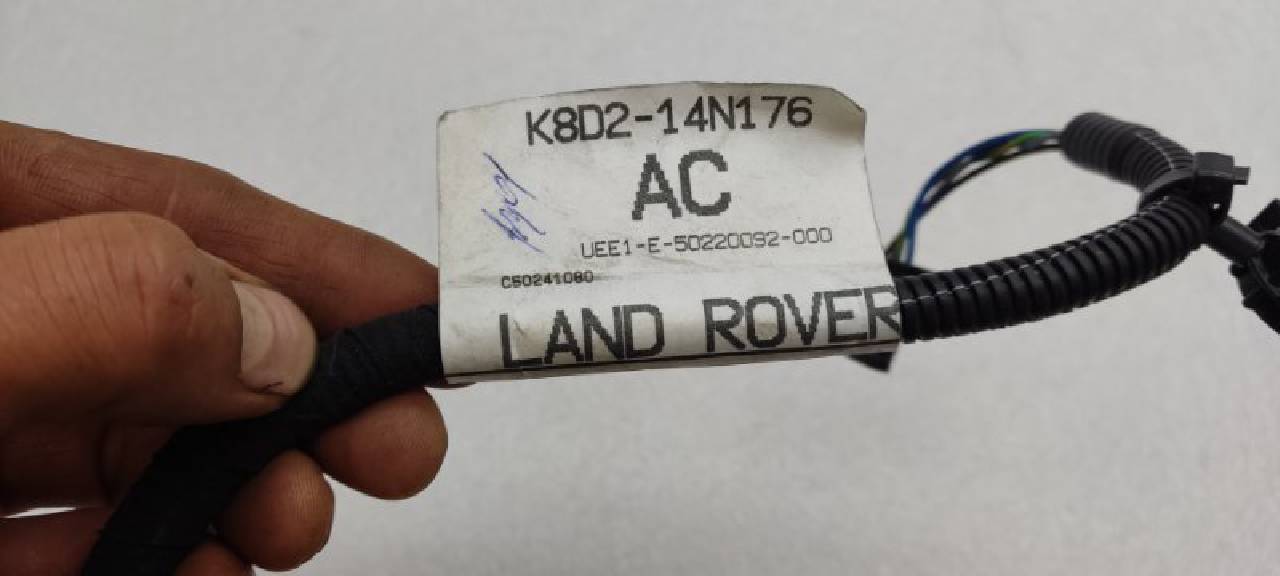 K8D2-14N176
AC
UEE1-E-50220092-000
C50241080
LAND ROVER